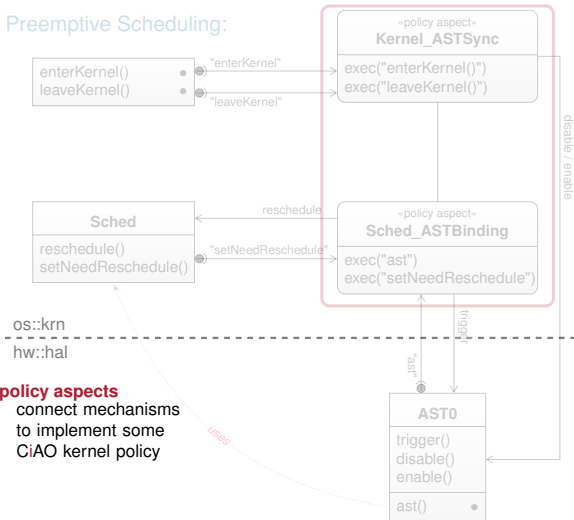 Preemptive Scheduling:
«policy aspect»
Kernel_ASTSync
exec("enterKernel()")
exec("leaveKernel()")
enterKernel()
leaveKernel()
"enterKernel"
"leaveKernel"
disable / enable
Sched
reschedule()
setNeedReschedule()
reschedule
"setNeedReschedule"
«policy aspect»
Sched_ASTBinding
exec("ast")
exec("setNeedReschedule")
os::krn
hw::hal
trigger
"ast"
policy aspects
connect mechanisms
to implement some
CiAO kernel policy
uses
AST0
trigger()
disable()
enable()
ast()